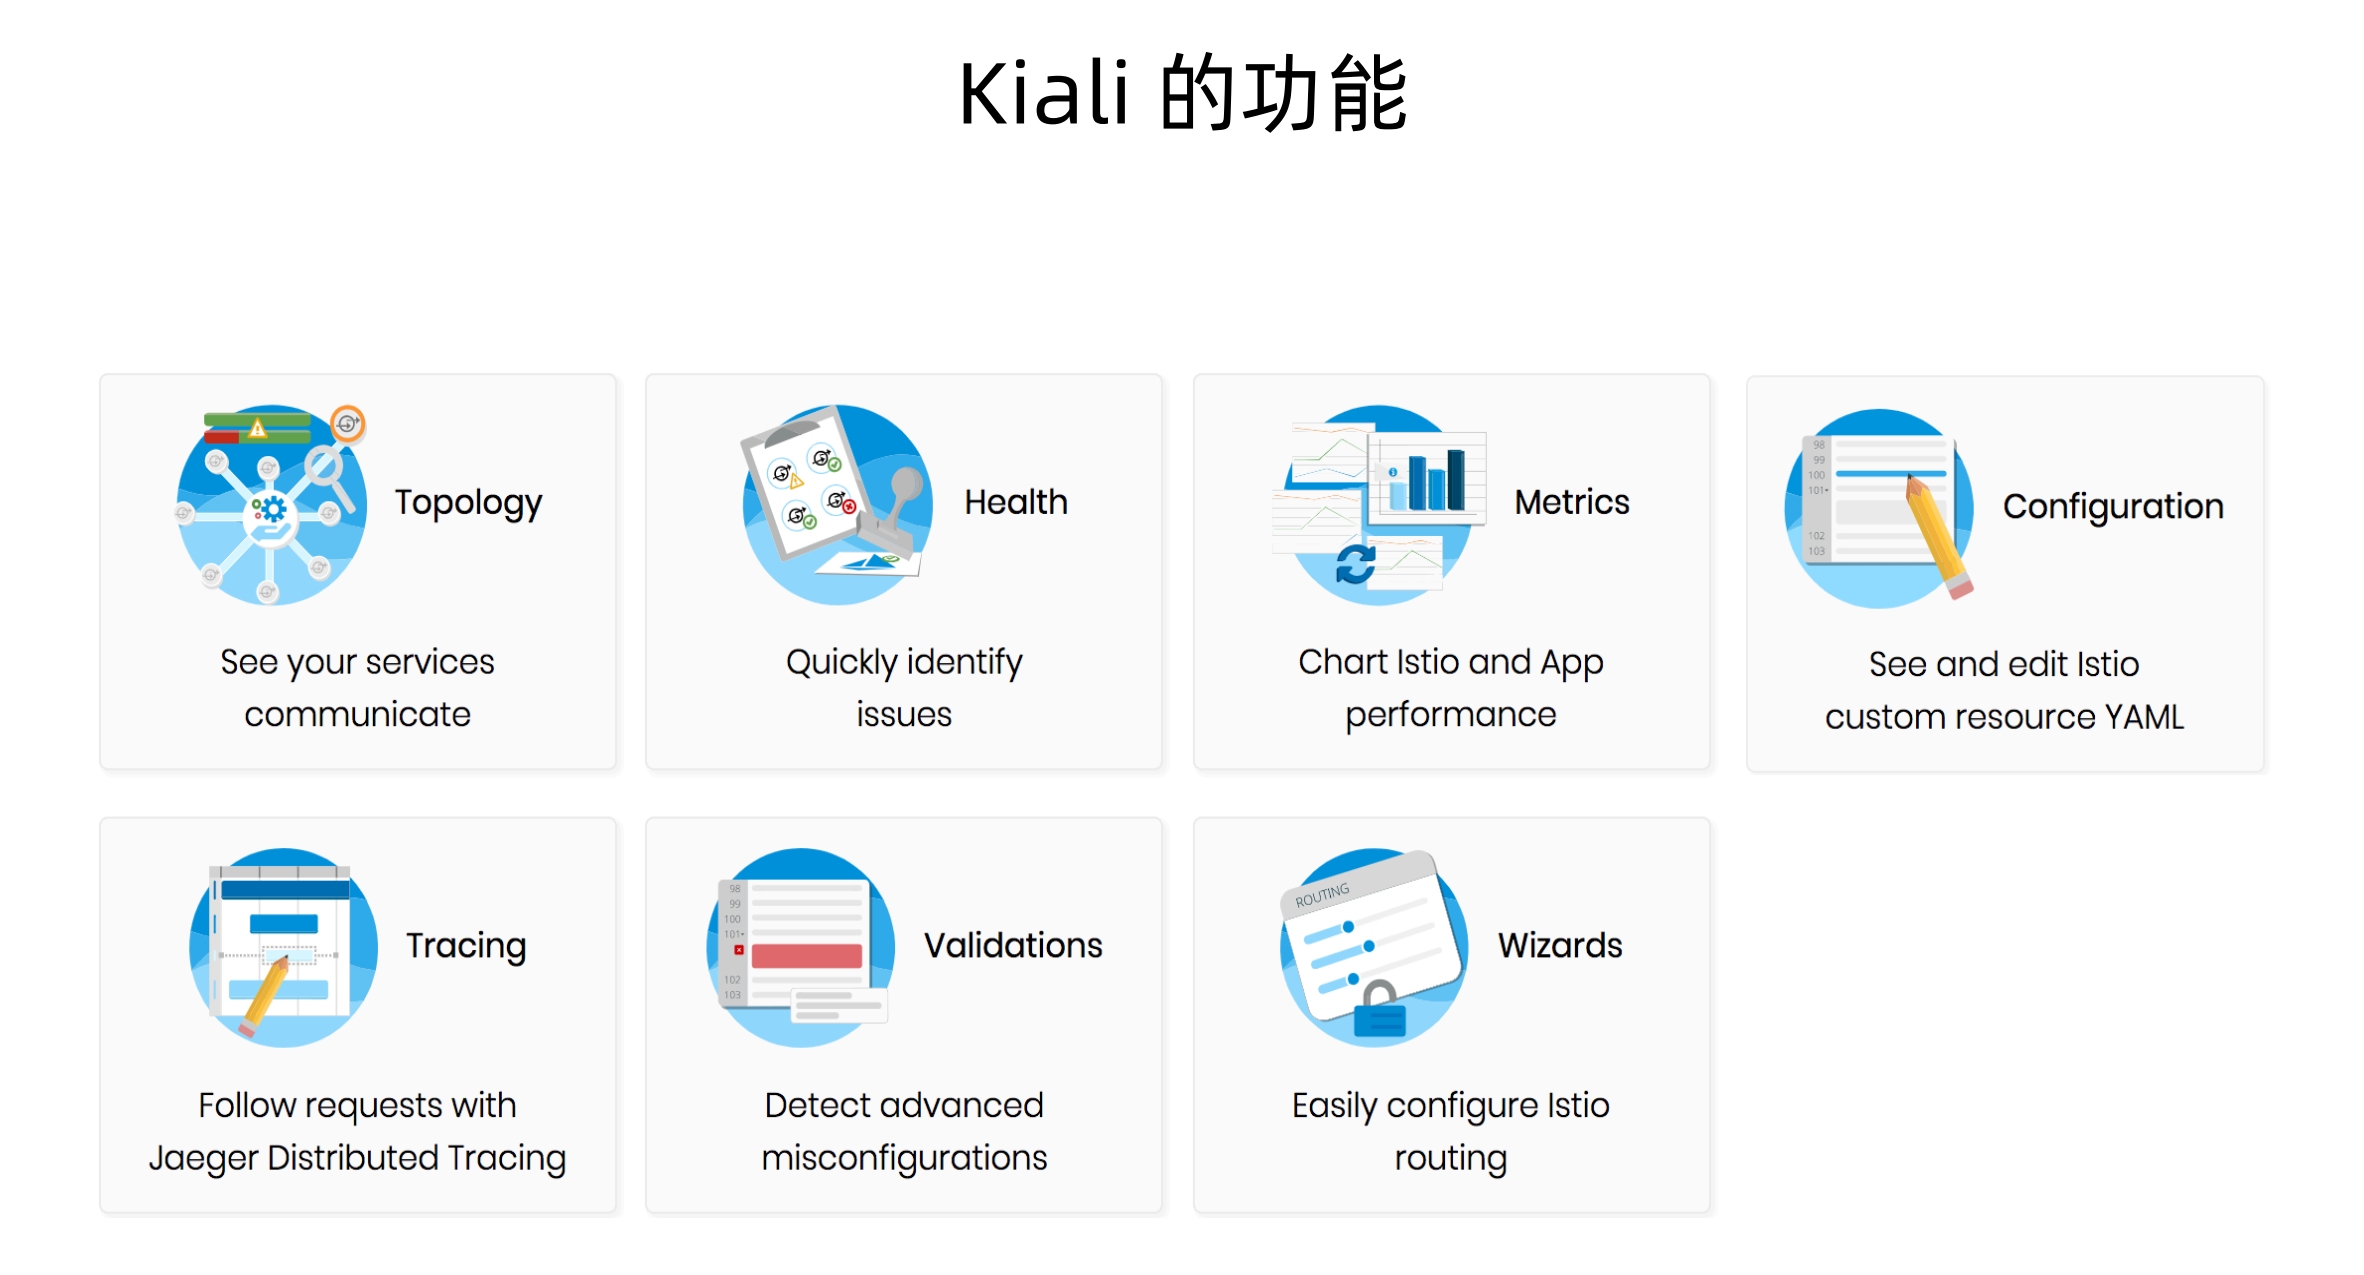 Kiali 的功能
Topology
See your services
communicate
Health
Quickly identify
issues
Metrics
Chart Istio and App
performance
98
99
100
101
102
103
Configuration
See and edit Istio
custom resource YAML
Tracing
Follow requests with
Jaeger Distributed Tracing
98
99
100
101
102
103
Validations
Detect advanced
misconfigurations
ROUTING
Wizards
Easily configure Istio
routing